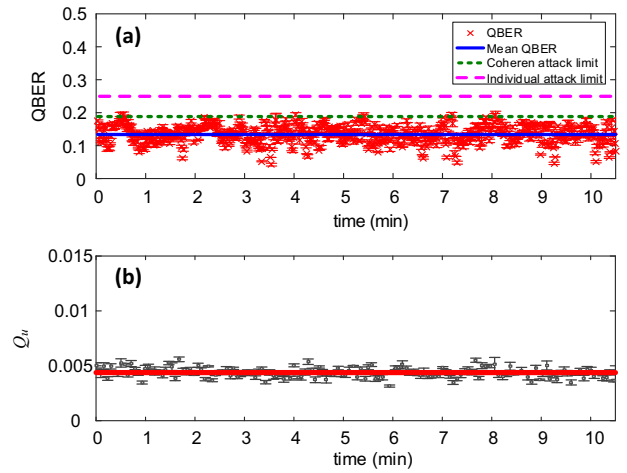 (a)
QBER
Mean QBER
Coheren attack limit
Individual attack limit
QBER
0.5
0.4
0.3
0.2
0.1
0
0 1 2 3 4 5 6 7 8 9 10
time (min)
(b)
Qu
0.015
0.01
0.005
0
0 1 2 3 4 5 6 7 8 9 10
time (min)